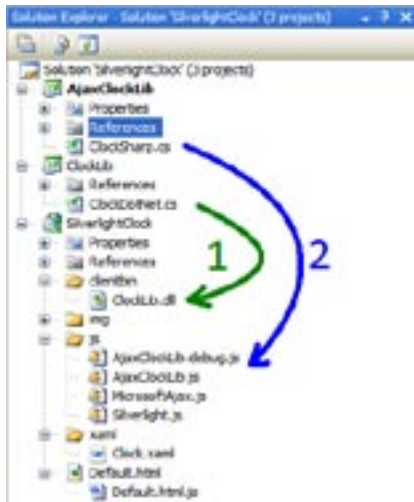 Solution Explorer - Solution 'SilverlightClock' (3 projects)
Solution 'SilverlightClock' (3 projects)
AjaxClockLib
Properties
References
ClockSharp.cs
ClockLib
References
ClockDotNet.cs
SilverlightClock
Properties
References
clientbin
ClockLib.dll
img
js
AjaxClockLib.debug.js
AjaxClockLib.js
MicrosoftAjax.js
Silverlight.js
xaml
Clock.xaml
Default.html
Default.html.js
1
2